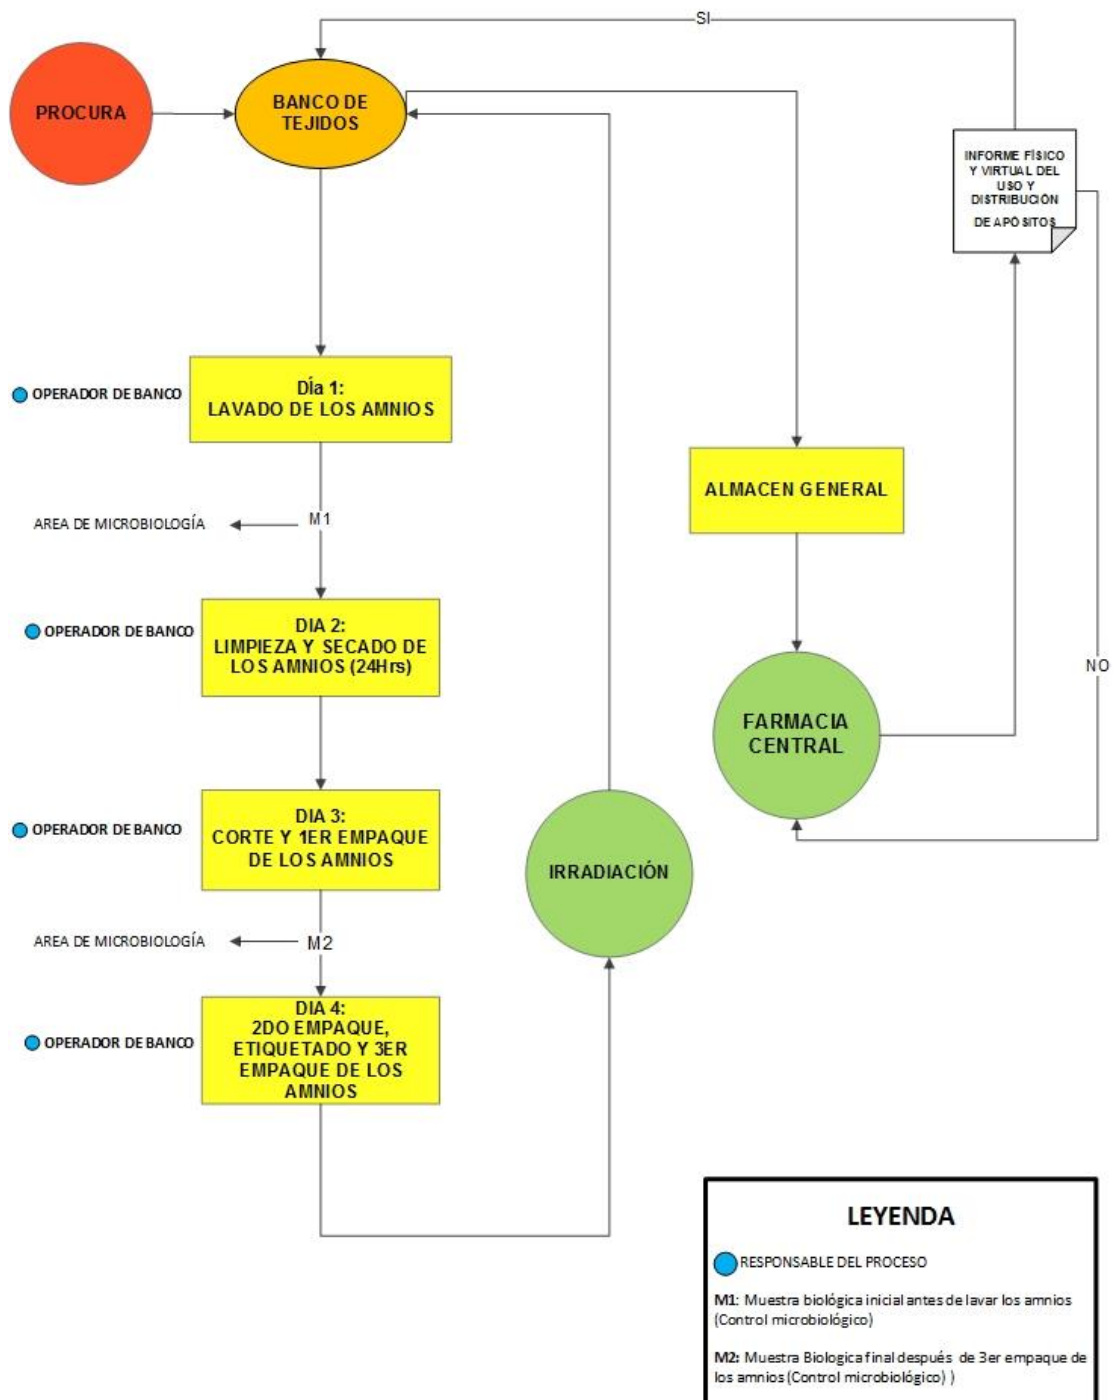 SI
PROCURA
BANCO DE
TEJIDOS
INFORME FÍSICO
Y VIRTUAL DEL
USO Y
DISTRIBUCIÓN
DE APÓSITOS
OPERADOR DE BANCO
Día 1:
LAVADO DE LOS AMNIOS
AREA DE MICROBIOLOGÍA
M1
ALMACEN GENERAL
OPERADOR DE BANCO
DIA 2:
LIMPIEZA Y SECADO DE
LOS AMNIOS (24Hrs)
NO
FARMACIA
CENTRAL
OPERADOR DE BANCO
DIA 3:
CORTE Y 1ER EMPAQUE
DE LOS AMNIOS
IRRADIACIÓN
AREA DE MICROBIOLOGÍA
M2
OPERADOR DE BANCO
DIA 4:
2DO EMPAQUE,
ETIQUETADO Y 3ER
EMPAQUE DE LOS
AMNIOS
LEYENDA
RESPONSABLE DEL PROCESO
M1: Muestra biológica inicial antes de lavar los amnios
(Control microbiológico)
M2: Muestra Biologica final después de 3er empaque de
los amnios (Control microbiológico) )